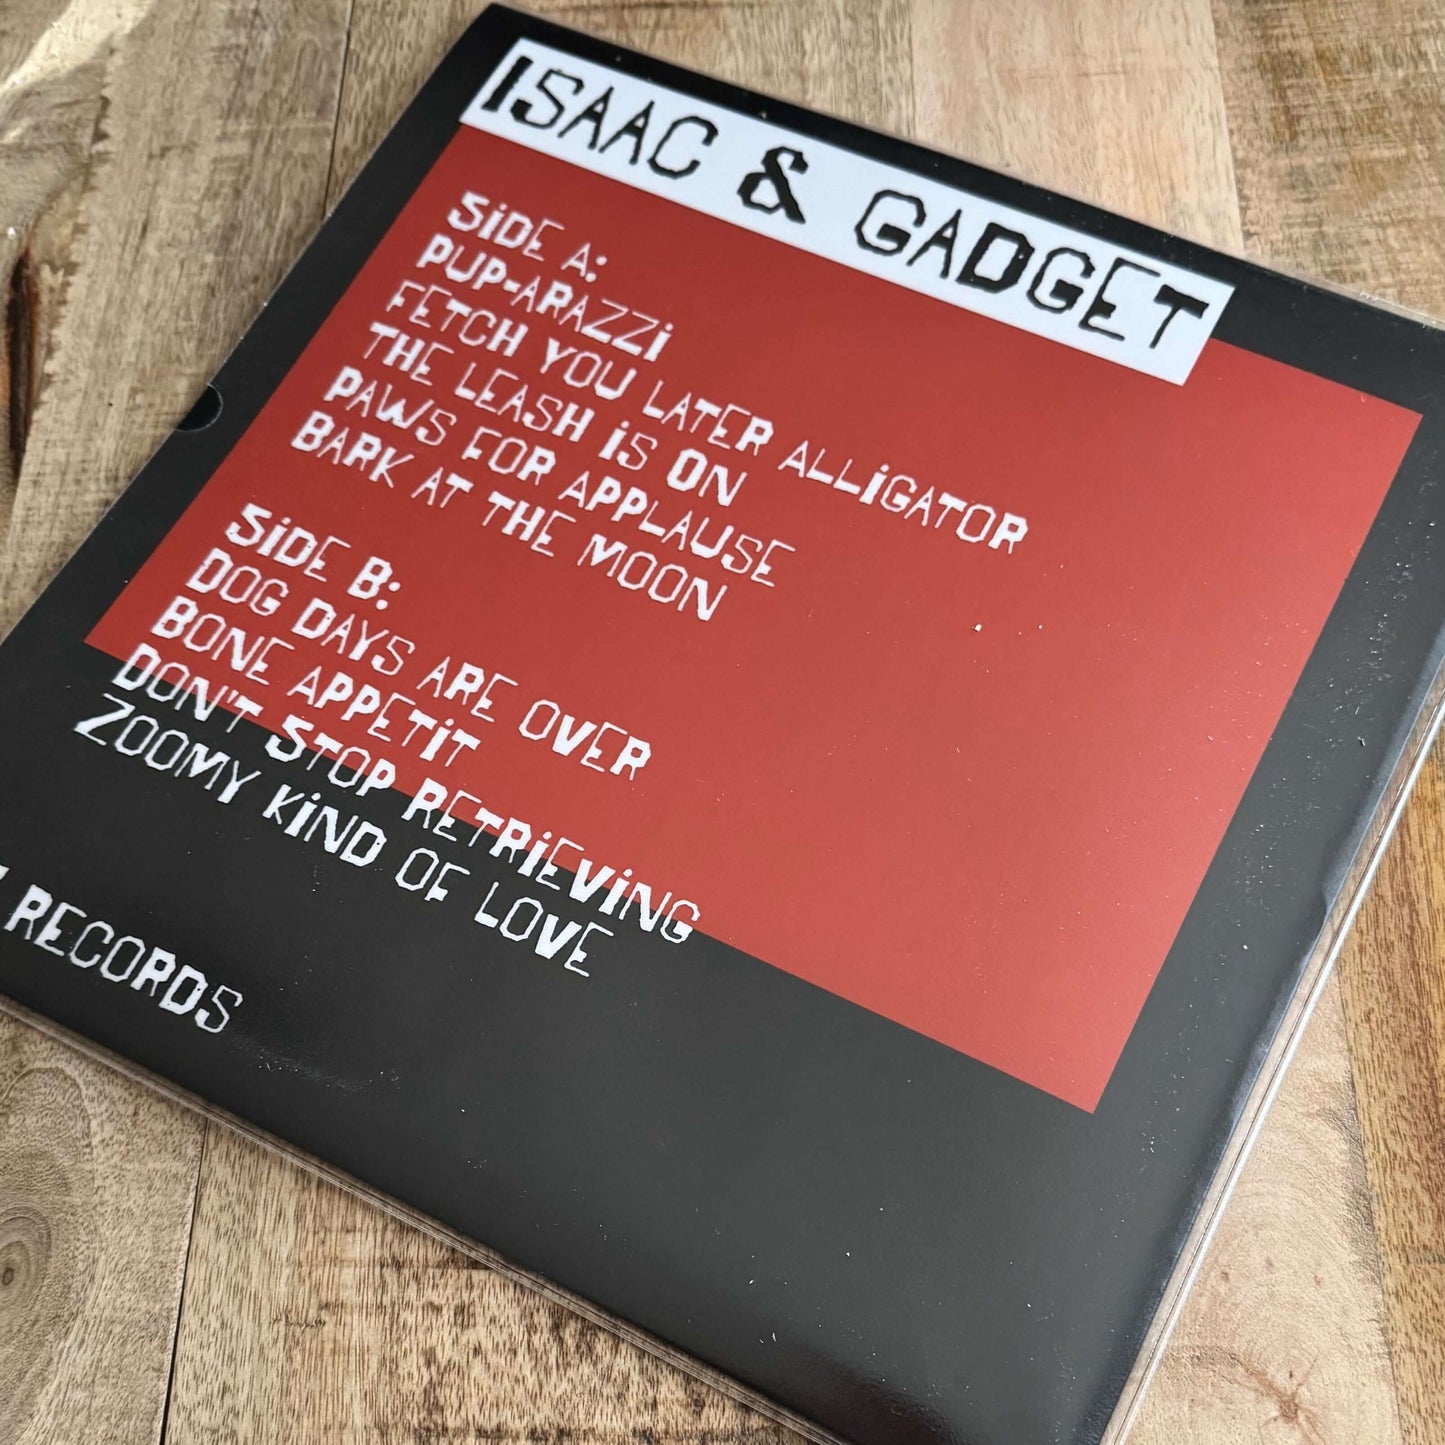 ISAAC & GADGET
SiDE A:
PUP-ARAZZi
FETCH YOU LATER ALLiGATOR
THE LEASH iS ON
PAWS FOR APPLAUSE
BARK AT THE MOON
SiDE B:
DOG DAYS ARE OVER
BONE APPETiT
DON'T STOP RETRiEViNG
ZOOMY KiND OF LOVE
RECORDS